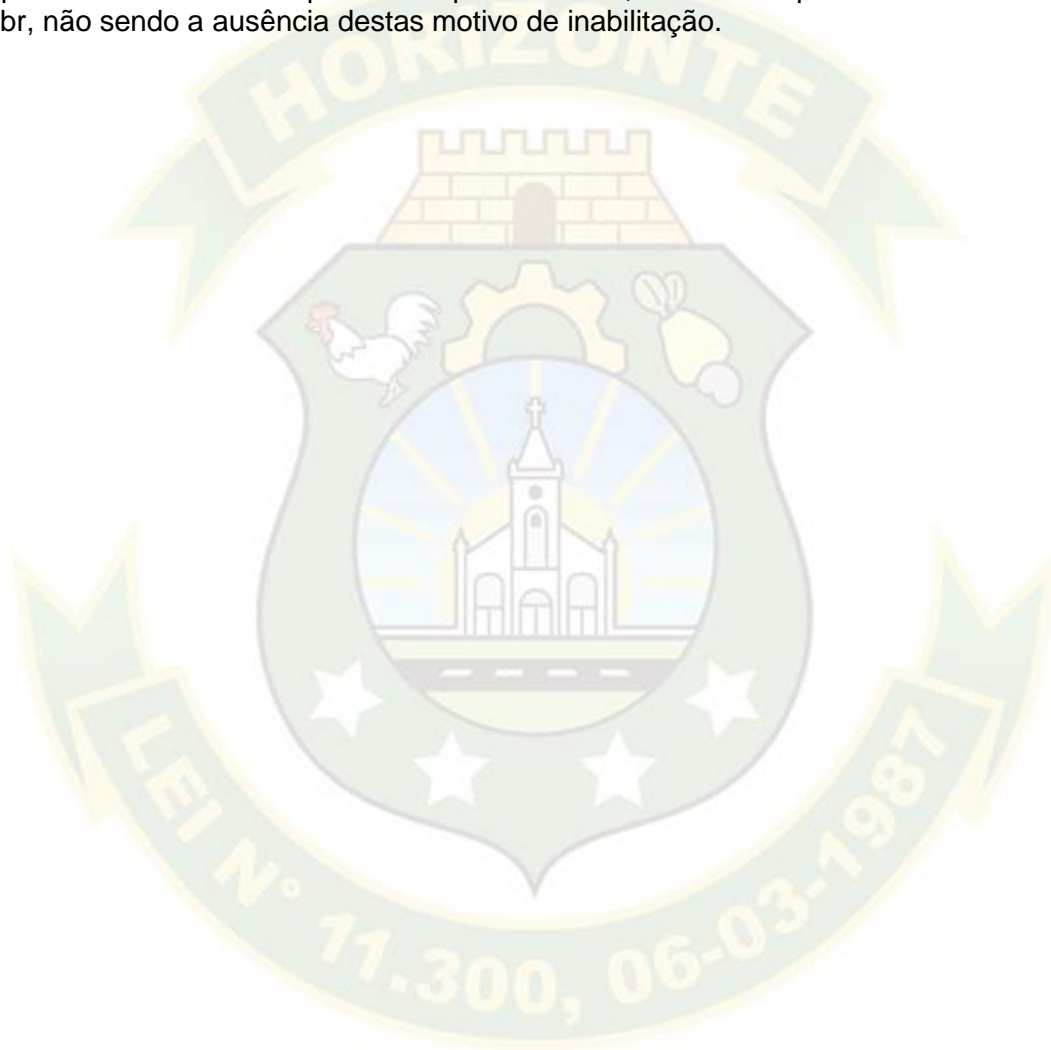 br, não sendo a ausência destas motivo de inabilitação.
HORIZONTE
LEI Nº 11.300, 06-03-1987